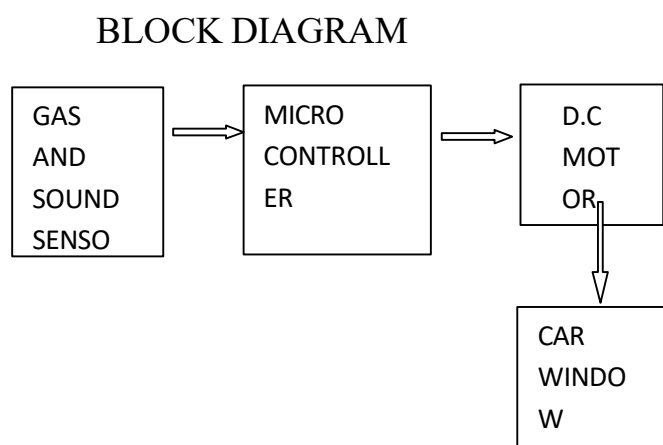 BLOCK DIAGRAM
GAS
AND
SOUND
SENSO
MICRO
CONTROLL
ER
D.C
MOT
OR
CAR
WINDO
W